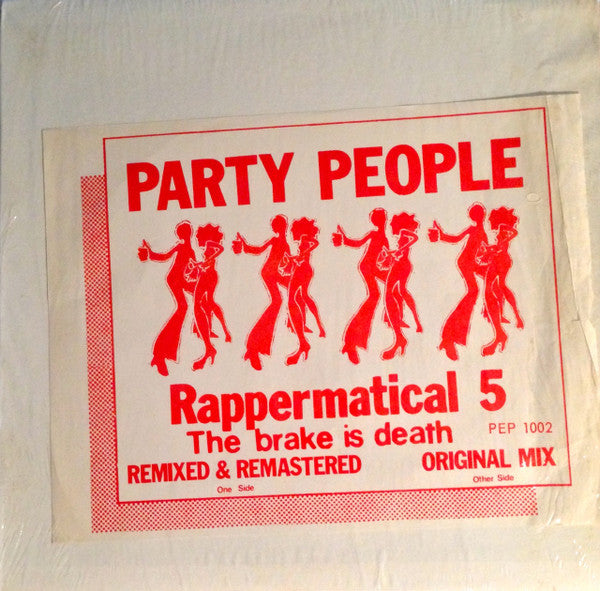 PARTY PEOPLE
Rappermatical 5
PEP 1002
The brake is death
REMIXED & REMASTERED ORIGINAL MIX
One Side Other Side